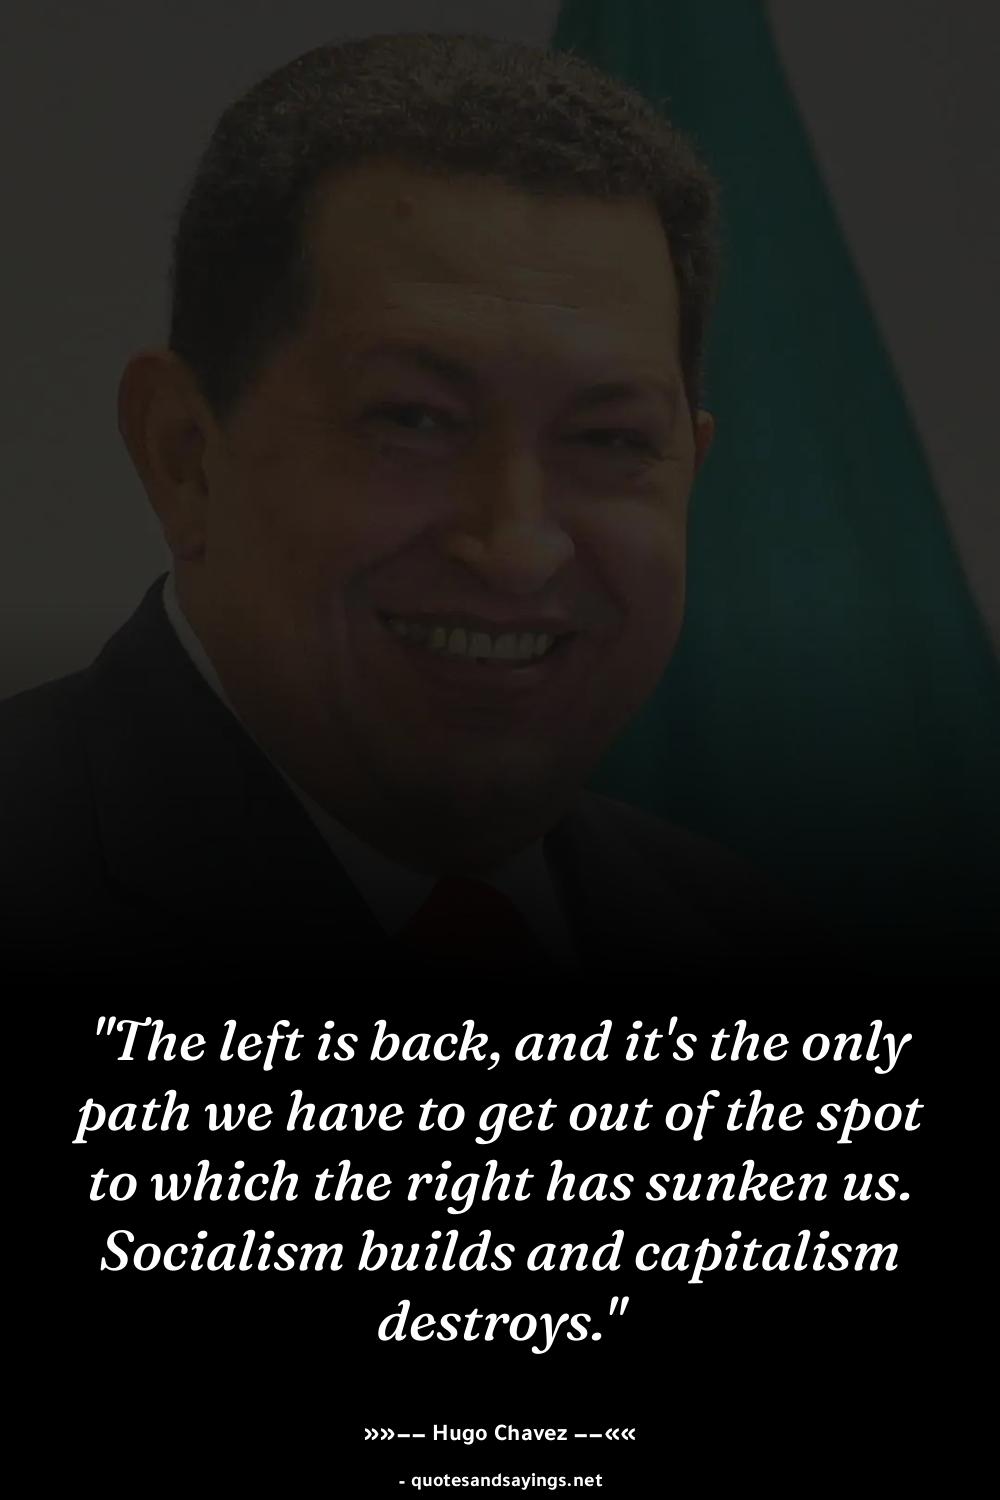 "The left is back, and it's the only
path we have to get out of the spot
to which the right has sunken us.
Socialism builds and capitalism
destroys."
»»−− Hugo Chavez −−««
- quotesandsayings.net